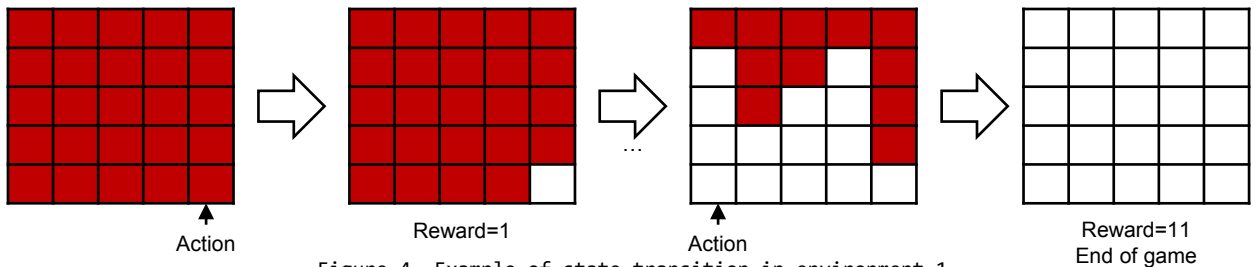 …
Action
Reward=1
Action
Reward=11
End of game
Figure 4. Example of state transition in environment 1